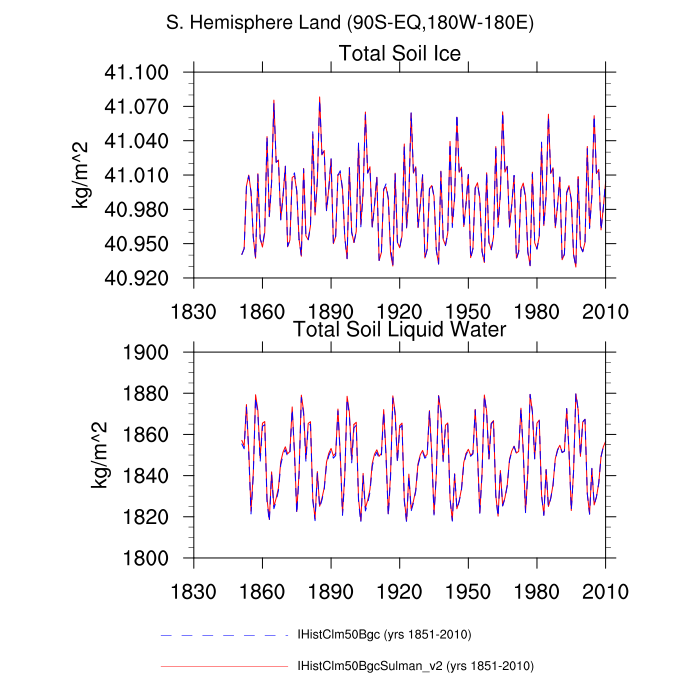 S. Hemisphere Land (90S-EQ,180W-180E)
Total Soil Ice
41.100
41.070
41.040
41.010
40.980
40.950
40.920
kg/m^2
1830 1860 1890 1920 1950 1980 2010
Total Soil Liquid Water
1900
1880
1860
1840
1820
1800
kg/m^2
1830 1860 1890 1920 1950 1980 2010
IHistClm50Bgc (yrs 1851-2010)
IHistClm50BgcSulman_v2 (yrs 1851-2010)